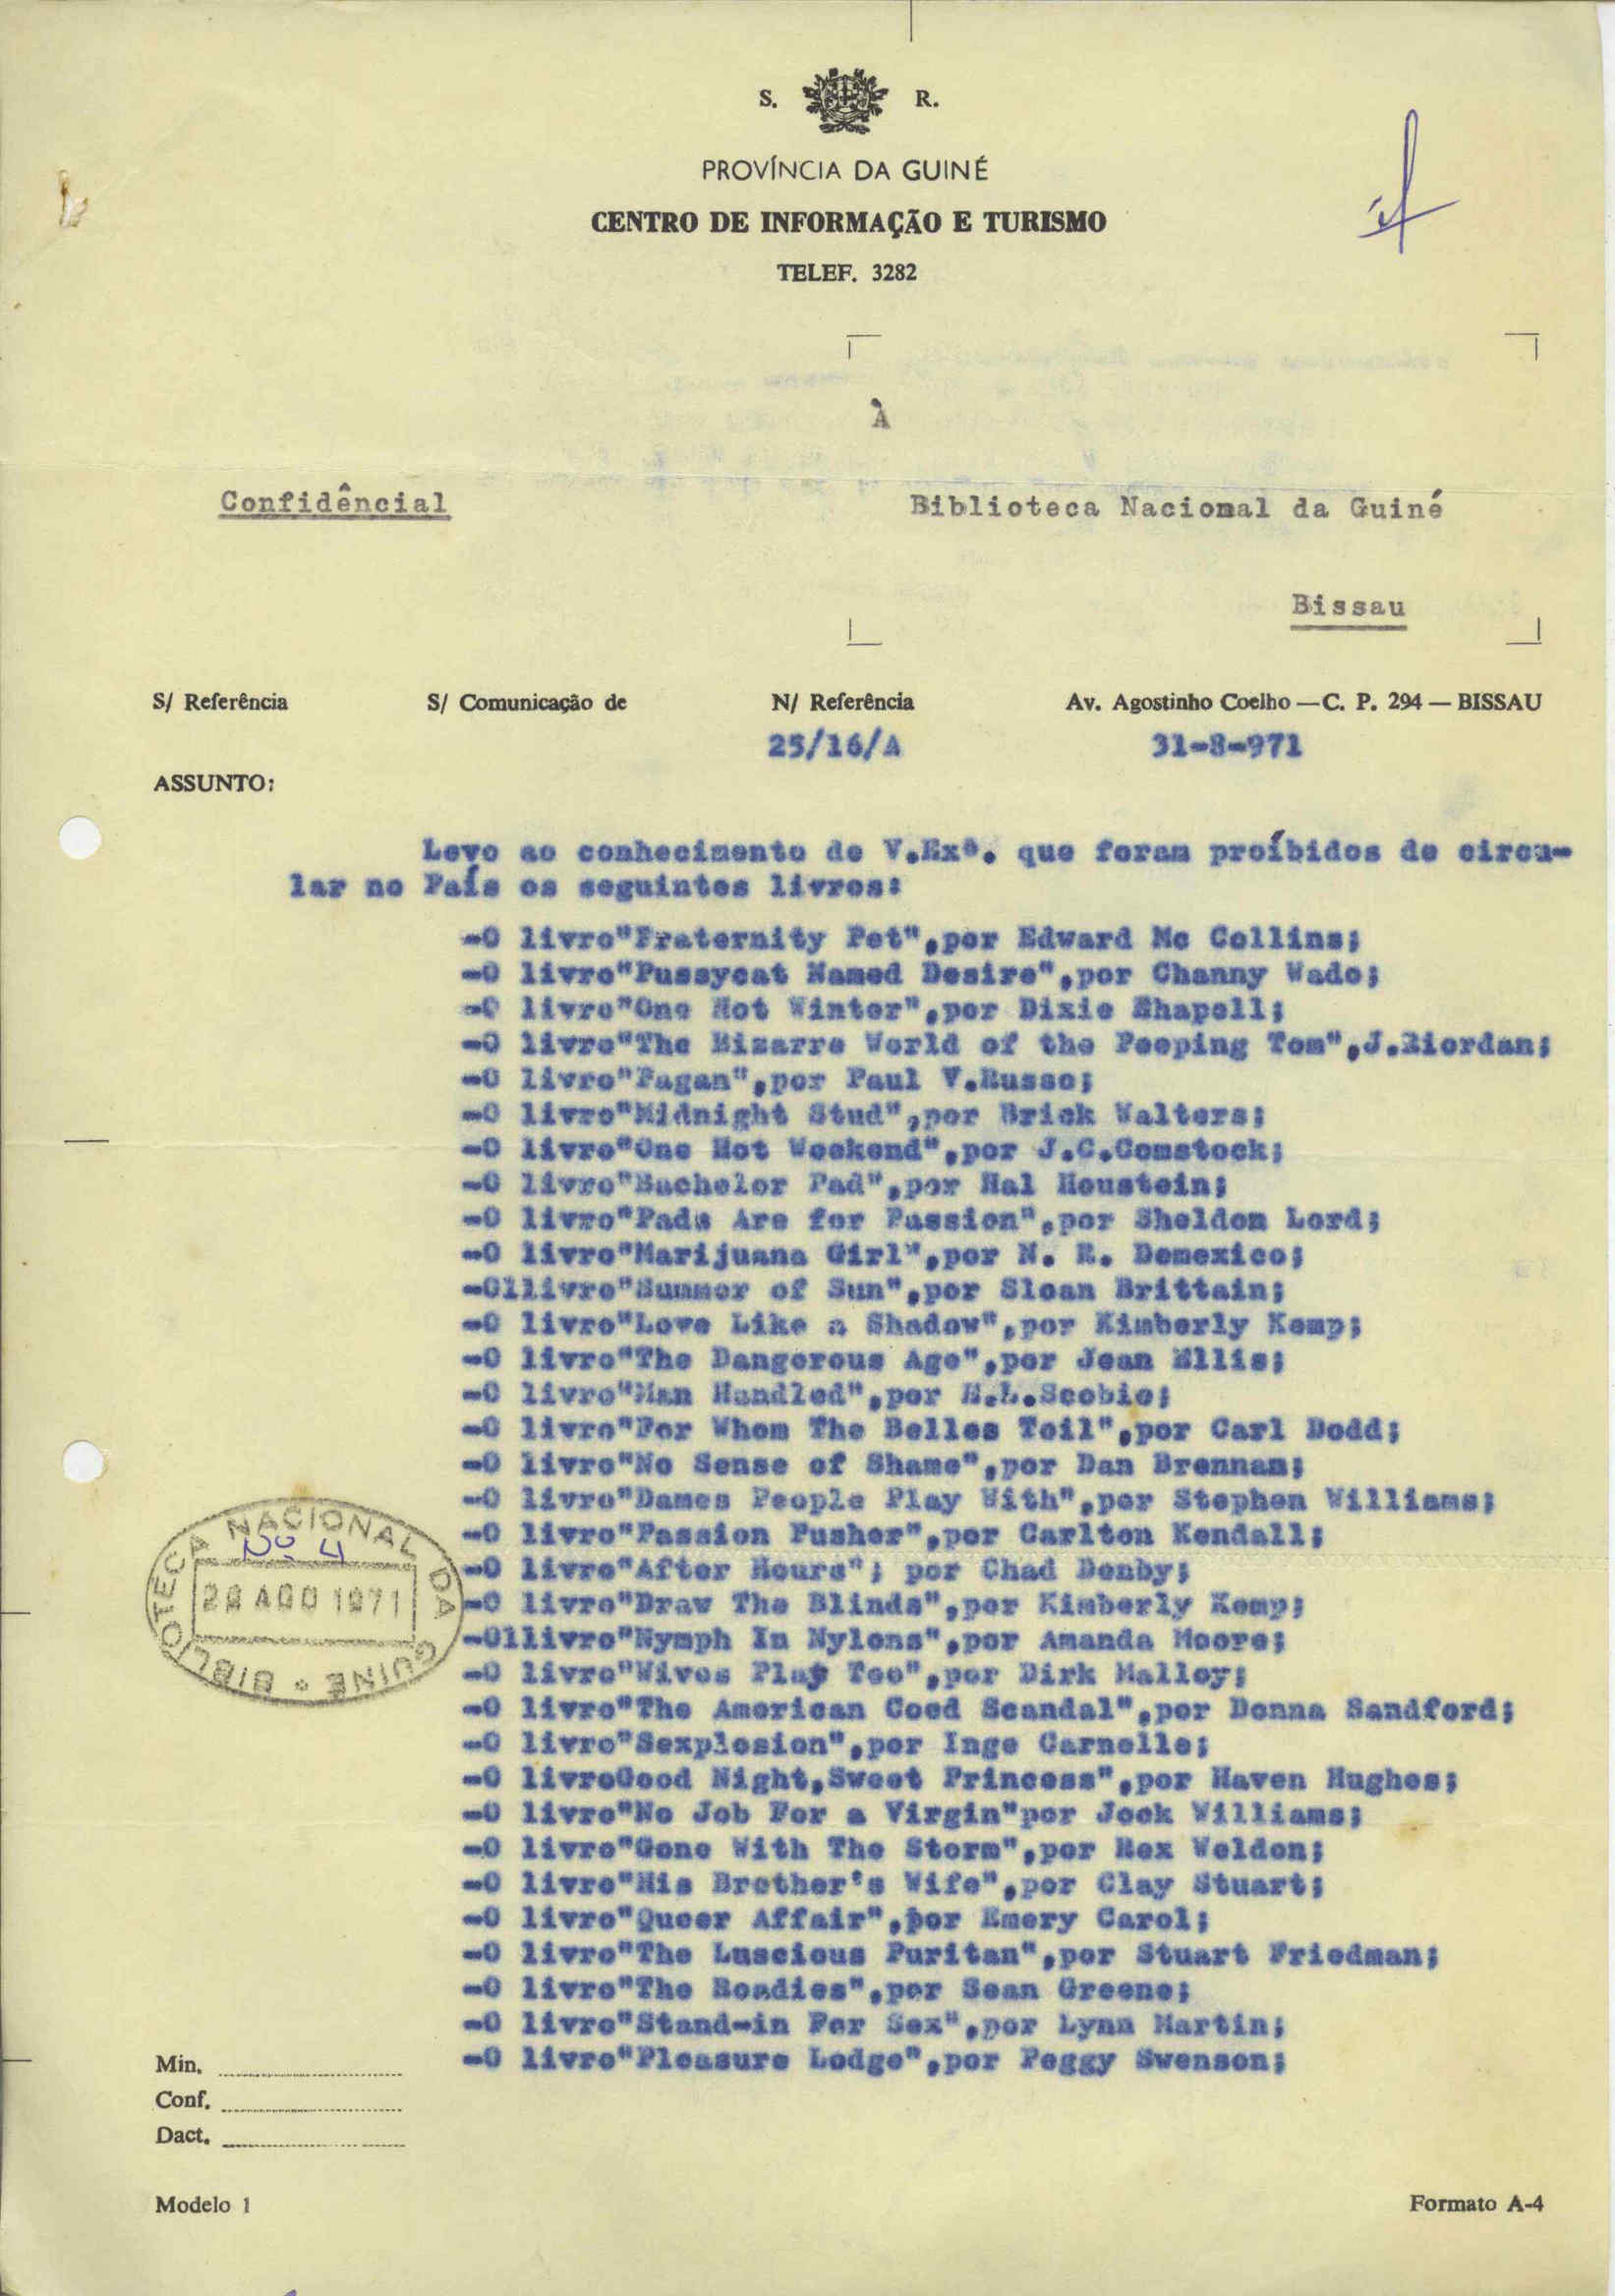 S. R.
PROVÍNCIA DA GUINÉ
CENTRO DE INFORMAÇÃO E TURISMO
TELEF. 3282
À
Confidêncial
Biblioteca Nacional da Guiné
Bissau
S/ Referência S/ Comunicação de N/ Referência Av. Agostinho Coelho — C. P. 294 — BISSAU
25/16/A 31-8-971
ASSUNTO:
Levo ao conhecimento de V.Exª. que foram proíbidos de circu-
lar no País os seguintes livros:
-O livro"Fraternity Pet",por Edward Mc Collins;
-O livro"Pussycat Named Desire",por Channy Wade;
-O livro"One Hot Winter",por Dixie Shapell;
-O livro"The Bizarre World of the Peeping Tom",J.Riordan;
-O livro"Pagan",por Paul V.Russo;
-O livro"Midnight Stud",por Brick Walters;
-O livro"One Hot Weekend",por J.C.Comstock;
-O livro"Bachelor Pad",por Hal Houstein;
-O livro"Pads Are for Passion",por Sheldon Lord;
-O livro"Marijuana Girl",por N. R. Demexico;
-Ollivro"Summer of Sun",por Sloan Brittain;
-O livro"Love Like a Shadow",por Kimberly Kemp;
-O livro"The Dangerous Age",por Joan Ellis;
-O livro"Man Handled",por E.L.Scobie;
-O livro"For Whom The Belles Toil",por Carl Dodd;
-O livro"No Sense of Shame",por Dan Brennan;
-O livro"Dames People Play With",por Stephen Williams;
-O livro"Passion Pusher",por Carlton Kendall;
-O livro"After Hours"; por Chad Denby;
-O livro"Draw The Blinds",por Kimberly Kemp;
-Ollivro"Nymph In Nylons",por Amanda Moore;
-O livro"Wives Play Too",por Dirk Malloy;
-O livro"The American Coed Scandal",por Donna Sandford;
-O livro"Sexplosion",por Inge Carnelle;
-O livroGood Night,Sweet Princess",por Haven Hughes;
-O livro"No Job For a Virgin"por Jock Williams;
-O livro"Gone With The Storm",por Rex Weldon;
-O livro"His Brother's Wife",por Clay Stuart;
-O livro"Queer Affair",por Emery Carol;
-O livro"The Luscious Puritan",por Stuart Friedman;
-O livro"The Roadies",por Sean Greene;
-O livro"Stand-in For Sex",por Lynn Martin;
-O livro"Pleasure Lodge",por Peggy Swenson;
BIBLIOTECA NACIONAL DA GUINÉ
Nº 4
28 AGO 1971
Min.
Conf.
Dact.
Modelo 1
Formato A-4